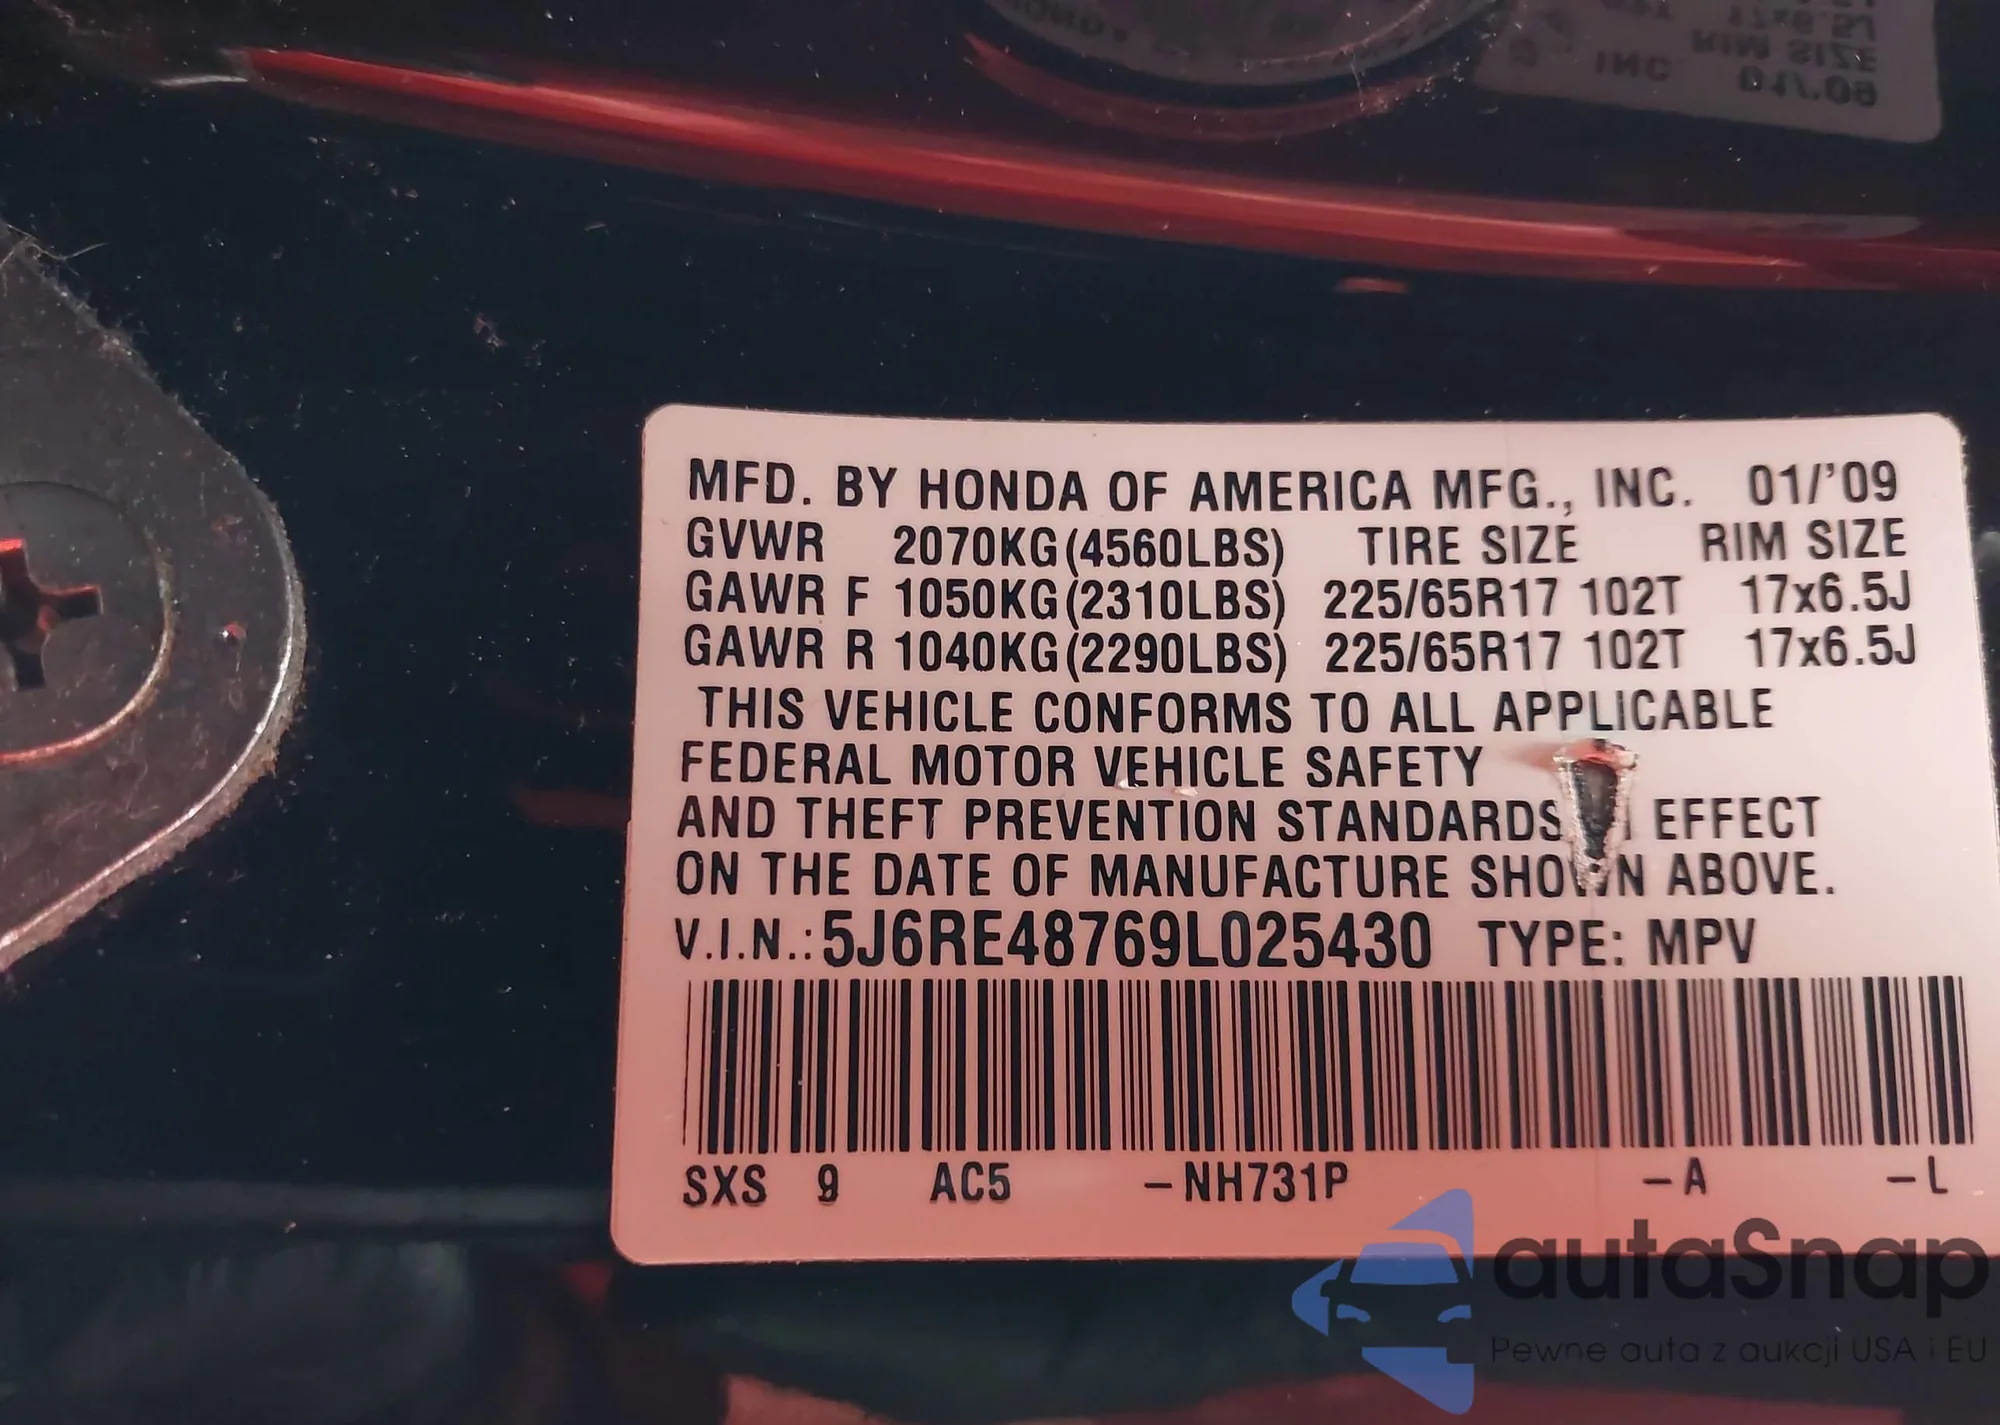 MFD. BY HONDA OF AMERICA MFG., INC. 01/'09
GVWR 2070KG(4560LBS) TIRE SIZE RIM SIZE
GAWR F 1050KG(2310LBS) 225/65R17 102T 17x6.5J
GAWR R 1040KG(2290LBS) 225/65R17 102T 17x6.5J
THIS VEHICLE CONFORMS TO ALL APPLICABLE
FEDERAL MOTOR VEHICLE SAFETY
AND THEFT PREVENTION STANDARDS EFFECT
ON THE DATE OF MANUFACTURE SHOWN ABOVE.
V.I.N.: 5J6RE48769L025430 TYPE: MPV
SXS 9 AC5 -NH731P -A -L
autaSnap
Pewne auta z aukcji USA i EU